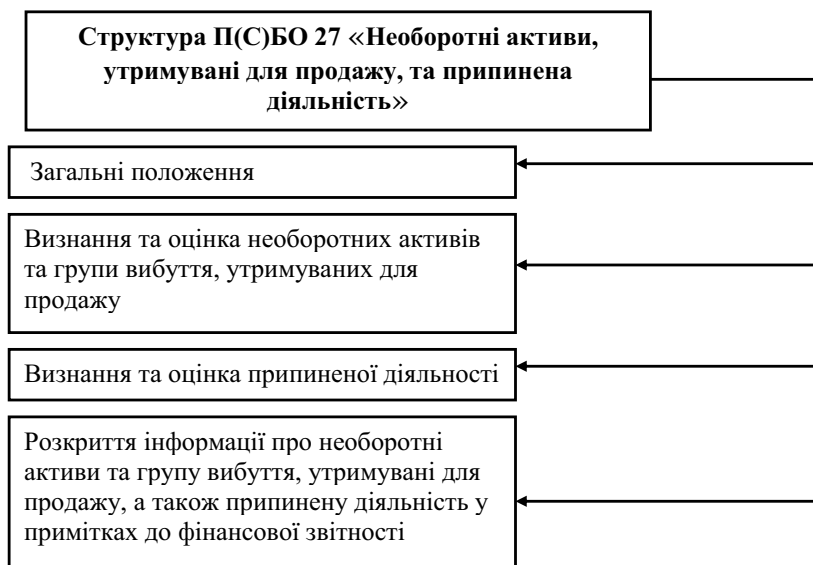 Структура П(С)БО 27 «Необоротні активи,
утримувані для продажу, та припинена
діяльність»
Загальні положення
Визнання та оцінка необоротних активів
та групи вибуття, утримуваних для
продажу
Визнання та оцінка припиненої діяльності
Розкриття інформації про необоротні
активи та групу вибуття, утримувані для
продажу, а також припинену діяльність у
примітках до фінансової звітності